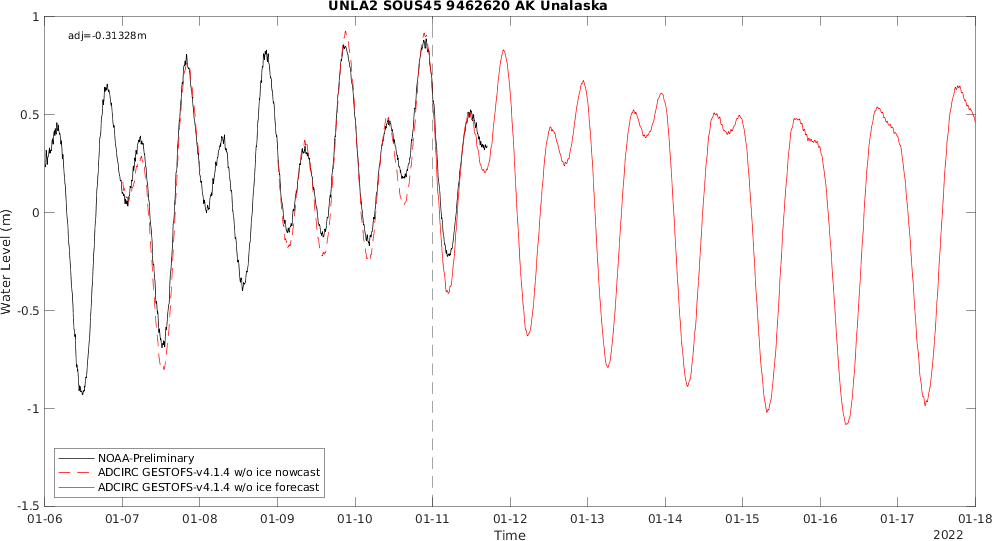 UNLA2 SOUS45 9462620 AK Unalaska
adj=-0.31328m
1
0.5
0
-0.5
-1
-1.5
Water Level (m)
NOAA-Preliminary
ADCIRC GESTOFS-v4.1.4 w/o ice nowcast
ADCIRC GESTOFS-v4.1.4 w/o ice forecast
01-06 01-07 01-08 01-09 01-10 01-11 01-12 01-13 01-14 01-15 01-16 01-17 01-18
Time
2022